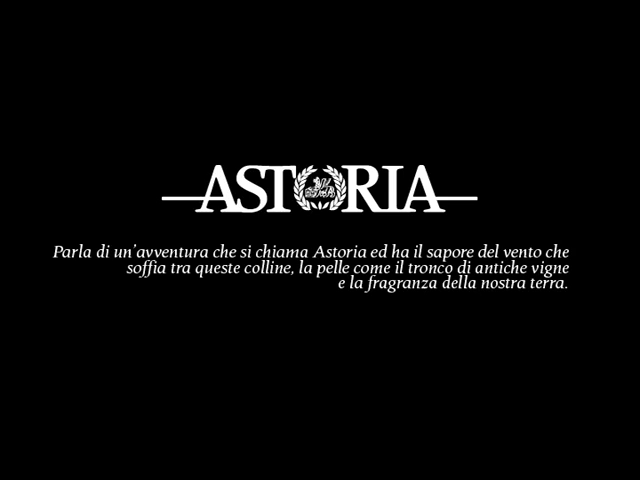 ASTORIA
Parla di un'avventura che si chiama Astoria ed ha il sapore del vento che
soffia tra queste colline, la pelle come il tronco di antiche vigne
e la fragranza della nostra terra.